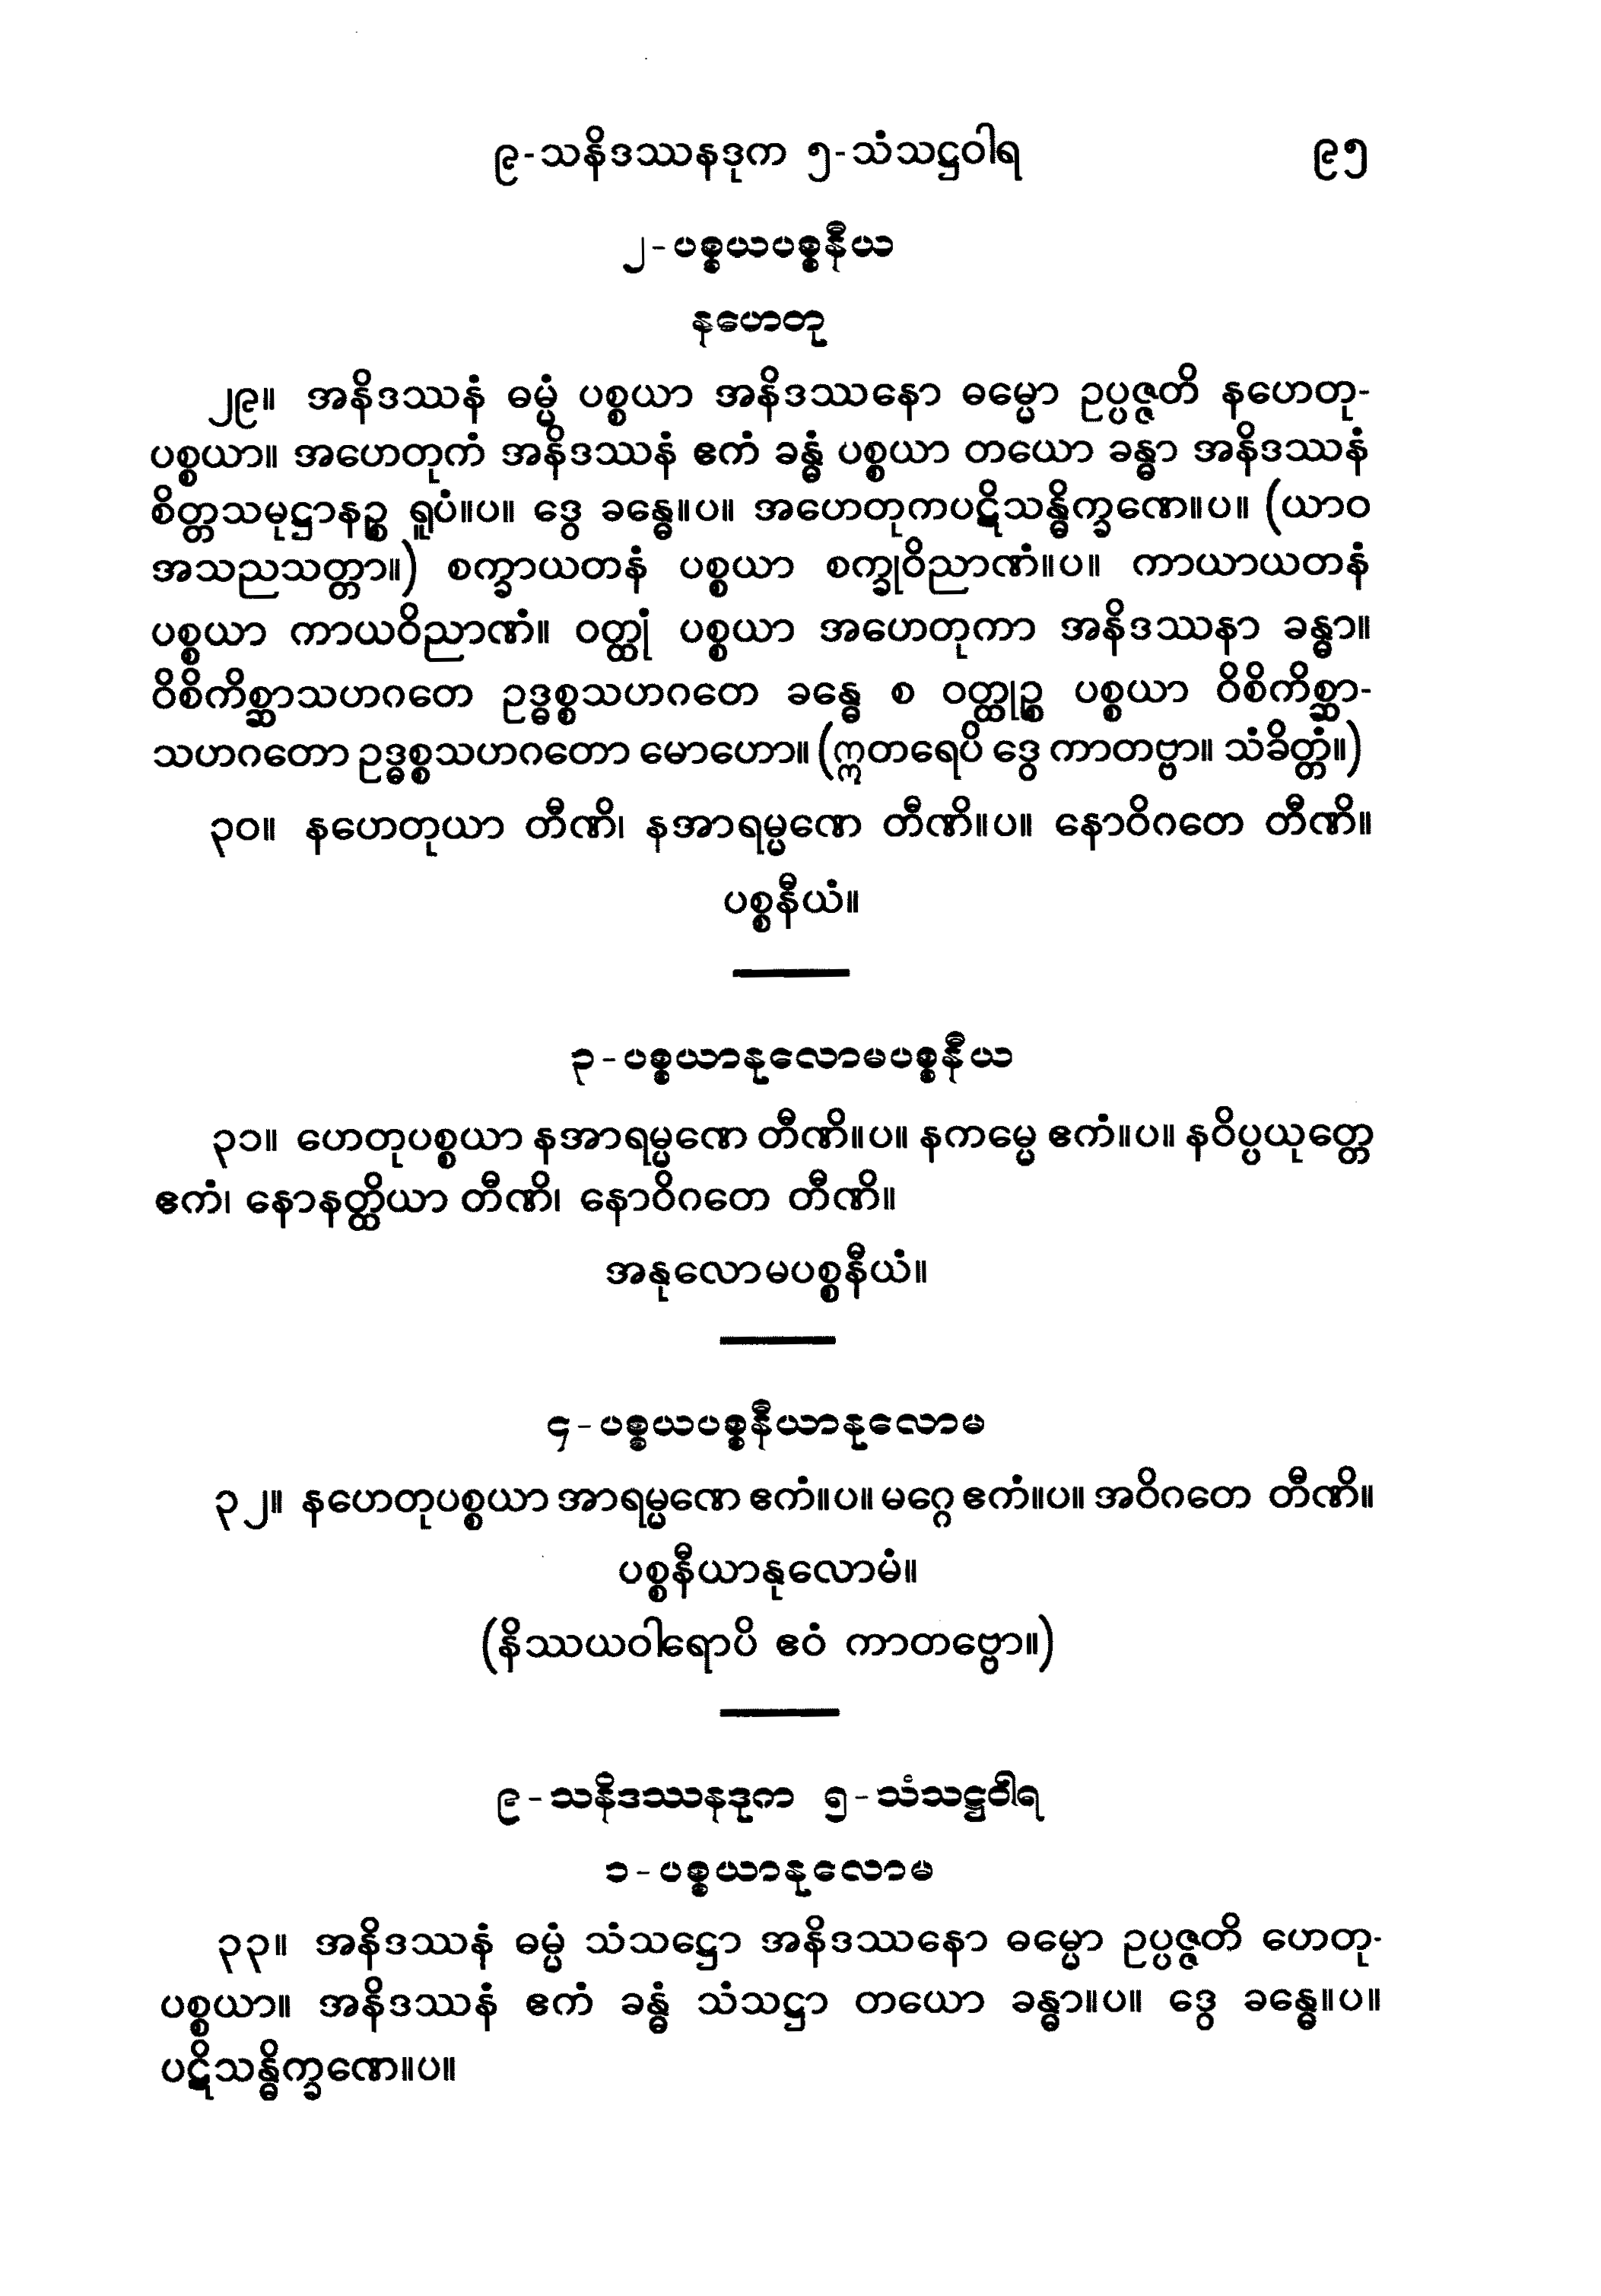 ၉-သနိဒဿနဒုက ၅-သံသဋ္ဌဝါရ ၉၅
၂-ပစ္စယပစ္စနီယ
နဟေတု
၂၉။ အနိဒဿနံ ဓမ္မံ ပစ္စယာ အနိဒဿနော ဓမ္မော ဥပ္ပဇ္ဇတိ နဟေတု-
ပစ္စယာ။ အဟေတုကံ အနိဒဿနံ ဧကံ ခန္ဓံ ပစ္စယာ တယော ခန္ဓာ အနိဒဿနံ
စိတ္တသမုဋ္ဌာနဉ္စ ရူပံ။ပ။ ဒွေ ခန္ဓေ။ပ။ အဟေတုကပဋိသန္ဓိက္ခဏေ။ပ။ (ယာဝ
အသညသတ္တာ။) စက္ခာယတနံ ပစ္စယာ စက္ခုဝိညာဏံ။ပ။ ကာယာယတနံ
ပစ္စယာ ကာယဝိညာဏံ။ ဝတ္ထုံ ပစ္စယာ အဟေတုကာ အနိဒဿနာ ခန္ဓာ။
ဝိစိကိစ္ဆာသဟဂတေ ဥဒ္ဓစ္စသဟဂတေ ခန္ဓေ စ ဝတ္ထုဉ္စ ပစ္စယာ ဝိစိကိစ္ဆာ-
သဟဂတော ဥဒ္ဓစ္စသဟဂတော မောဟော။ (ဣတရေပိ ဒွေ ကာတဗ္ဗာ။ သံခိတ္တံ။)
၃၀။ နဟေတုယာ တီဏိ၊ နအာရမ္မဏေ တီဏိ။ပ။ နောဝိဂတေ တီဏိ။
ပစ္စနီယံ။
၃-ပစ္စယာနုလောမပစ္စနီယ
၃၁။ ဟေတုပစ္စယာ နအာရမ္မဏေ တီဏိ။ပ။ နကမ္မေ ဧကံ။ပ။ နဝိပ္ပယုတ္တေ
ဧကံ၊ နောနတ္ထိယာ တီဏိ၊ နောဝိဂတေ တီဏိ။
အနုလောမပစ္စနီယံ။
၄-ပစ္စယပစ္စနီယာနုလောမ
၃၂။ နဟေတုပစ္စယာ အာရမ္မဏေ ဧကံ။ပ။ မဂ္ဂေ ဧကံ။ပ။ အဝိဂတေ တီဏိ။
ပစ္စနီယာနုလောမံ။
(နိဿယဝါရောပိ ဧဝံ ကာတဗ္ဗော။)
၉-သနိဒဿနဒုက ၅-သံသဋ္ဌဝါရ
၁-ပစ္စယာနုလောမ
၃၃။ အနိဒဿနံ ဓမ္မံ သံသဋ္ဌော အနိဒဿနော ဓမ္မော ဥပ္ပဇ္ဇတိ ဟေတု-
ပစ္စယာ။ အနိဒဿနံ ဧကံ ခန္ဓံ သံသဋ္ဌာ တယော ခန္ဓာ။ပ။ ဒွေ ခန္ဓေ။ပ။
ပဋိသန္ဓိက္ခဏေ။ပ။